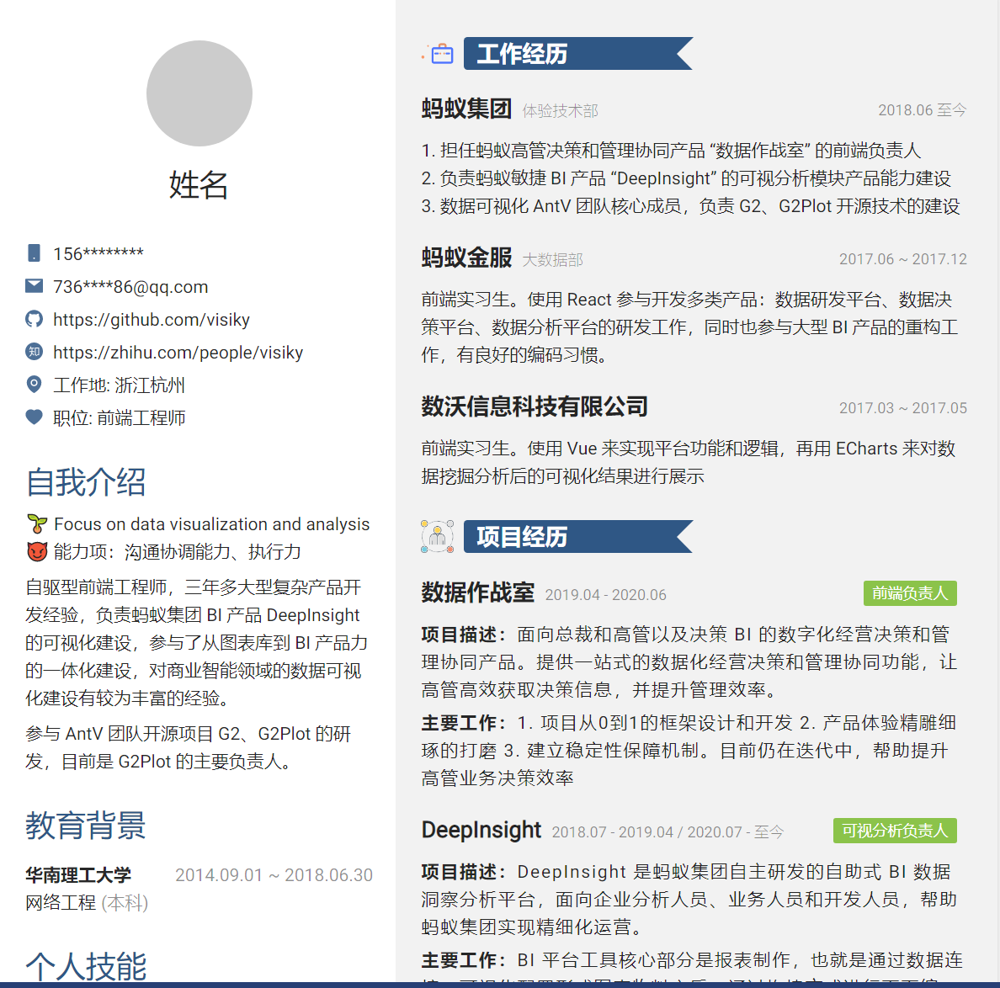 姓名
156********
736****86@qq.com
https://github.com/visiky
知 https://zhihu.com/people/visiky
工作地: 浙江杭州
职位: 前端工程师
自我介绍
Focus on data visualization and analysis
能力项：沟通协调能力、执行力
自驱型前端工程师，三年多大型复杂产品开
发经验，负责蚂蚁集团 BI 产品 DeepInsight
的可视化建设，参与了从图表库到 BI 产品力
的一体化建设，对商业智能领域的数据可视
化建设有较为丰富的经验。
参与 AntV 团队开源项目 G2、G2Plot 的研
发，目前是 G2Plot 的主要负责人。
教育背景
华南理工大学 2014.09.01 ~ 2018.06.30
网络工程 (本科)
个人技能
工作经历
蚂蚁集团 体验技术部 2018.06 至今
1. 担任蚂蚁高管决策和管理协同产品 “数据作战室” 的前端负责人
2. 负责蚂蚁敏捷 BI 产品 “DeepInsight” 的可视分析模块产品能力建设
3. 数据可视化 AntV 团队核心成员，负责 G2、G2Plot 开源技术的建设
蚂蚁金服 大数据部 2017.06 ~ 2017.12
前端实习生。使用 React 参与开发多类产品：数据研发平台、数据决
策平台、数据分析平台的研发工作，同时也参与大型 BI 产品的重构工
作，有良好的编码习惯。
数沃信息科技有限公司 2017.03 ~ 2017.05
前端实习生。使用 Vue 来实现平台功能和逻辑，再用 ECharts 来对数
据挖掘分析后的可视化结果进行展示
项目经历
数据作战室 2019.04 - 2020.06 前端负责人
项目描述：面向总裁和高管以及决策 BI 的数字化经营决策和管
理协同产品。提供一站式的数据化经营决策和管理协同功能，让
高管高效获取决策信息，并提升管理效率。
主要工作：1. 项目从0到1的框架设计和开发 2. 产品体验精雕细
琢的打磨 3. 建立稳定性保障机制。目前仍在迭代中，帮助提升
高管业务决策效率
DeepInsight 2018.07 - 2019.04 / 2020.07 - 至今 可视分析负责人
项目描述：DeepInsight 是蚂蚁集团自主研发的自助式 BI 数据
洞察分析平台，面向企业分析人员、业务人员和开发人员，帮助
蚂蚁集团实现精细化运营。
主要工作：BI 平台工具核心部分是报表制作，也就是通过数据连